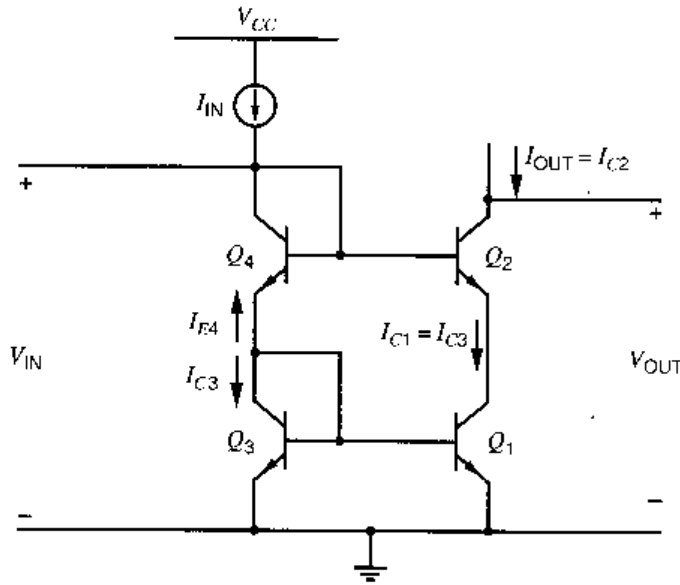 V_CC
I_IN
I_OUT = I_C2
+
+
Q_4
Q_2
I_E4
I_C1 = I_C3
V_IN
I_C3
V_OUT
Q_3
Q_1
−
−